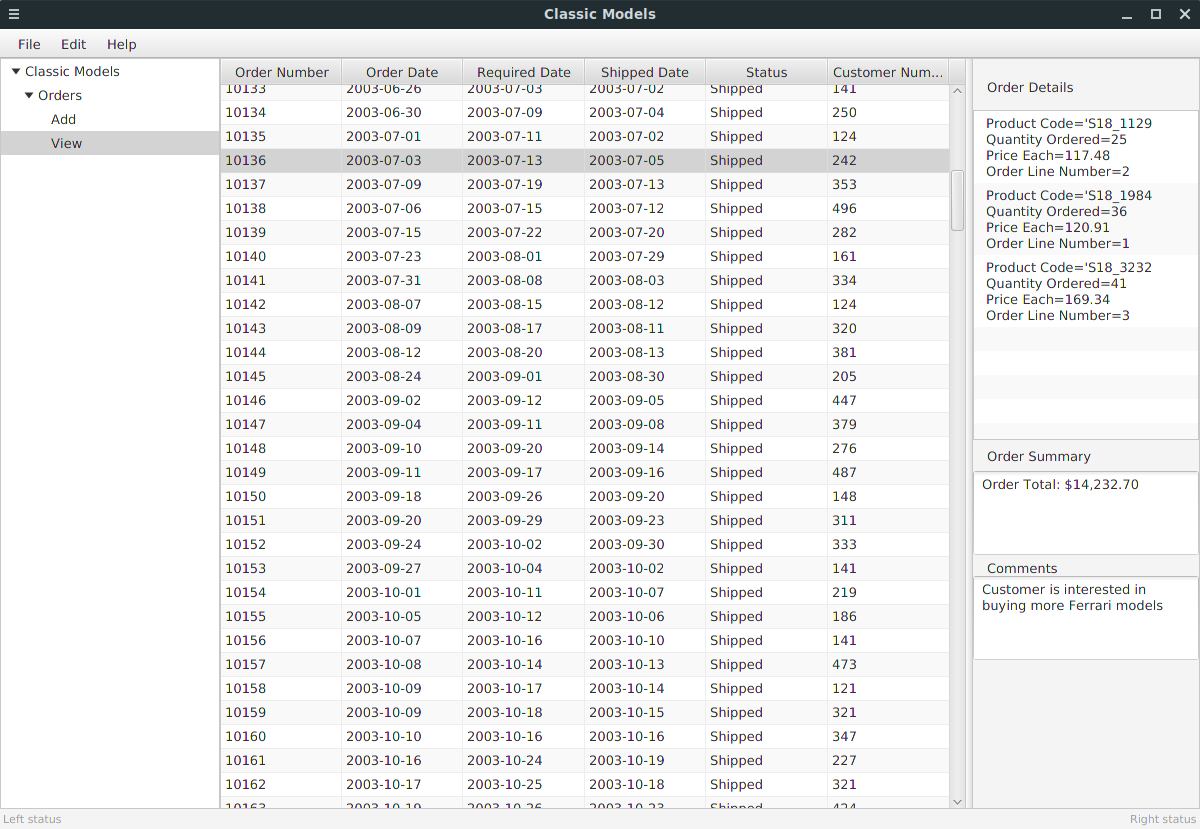 Classic Models
File Edit Help
Classic Models
Orders
Add
View
Order Number Order Date Required Date Shipped Date Status Customer Num...
10133 2003-06-26 2003-07-03 2003-07-02 Shipped 141
10134 2003-06-30 2003-07-09 2003-07-04 Shipped 250
10135 2003-07-01 2003-07-11 2003-07-02 Shipped 124
10136 2003-07-03 2003-07-13 2003-07-05 Shipped 242
10137 2003-07-09 2003-07-19 2003-07-13 Shipped 353
10138 2003-07-06 2003-07-15 2003-07-12 Shipped 496
10139 2003-07-15 2003-07-22 2003-07-20 Shipped 282
10140 2003-07-23 2003-08-01 2003-07-29 Shipped 161
10141 2003-07-31 2003-08-08 2003-08-03 Shipped 334
10142 2003-08-07 2003-08-15 2003-08-12 Shipped 124
10143 2003-08-09 2003-08-17 2003-08-11 Shipped 320
10144 2003-08-12 2003-08-20 2003-08-13 Shipped 381
10145 2003-08-24 2003-09-01 2003-08-30 Shipped 205
10146 2003-09-02 2003-09-12 2003-09-05 Shipped 447
10147 2003-09-04 2003-09-11 2003-09-08 Shipped 379
10148 2003-09-10 2003-09-20 2003-09-14 Shipped 276
10149 2003-09-11 2003-09-17 2003-09-16 Shipped 487
10150 2003-09-18 2003-09-26 2003-09-20 Shipped 148
10151 2003-09-20 2003-09-29 2003-09-23 Shipped 311
10152 2003-09-24 2003-10-02 2003-09-30 Shipped 333
10153 2003-09-27 2003-10-04 2003-10-02 Shipped 141
10154 2003-10-01 2003-10-11 2003-10-07 Shipped 219
10155 2003-10-05 2003-10-12 2003-10-06 Shipped 186
10156 2003-10-07 2003-10-16 2003-10-10 Shipped 141
10157 2003-10-08 2003-10-14 2003-10-13 Shipped 473
10158 2003-10-09 2003-10-17 2003-10-14 Shipped 121
10159 2003-10-09 2003-10-18 2003-10-15 Shipped 321
10160 2003-10-10 2003-10-16 2003-10-16 Shipped 347
10161 2003-10-16 2003-10-24 2003-10-19 Shipped 227
10162 2003-10-17 2003-10-25 2003-10-18 Shipped 321
Order Details
Product Code='S18_1129
Quantity Ordered=25
Price Each=117.48
Order Line Number=2
Product Code='S18_1984
Quantity Ordered=36
Price Each=120.91
Order Line Number=1
Product Code='S18_3232
Quantity Ordered=41
Price Each=169.34
Order Line Number=3
Order Summary
Order Total: $14,232.70
Comments
Customer is interested in
buying more Ferrari models
Left status Right status